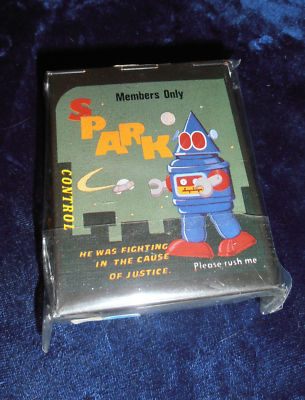 Members Only
SPARK
CONTROL
HE WAS FIGHTING
IN THE CAUSE
OF JUSTICE.
Please rush me